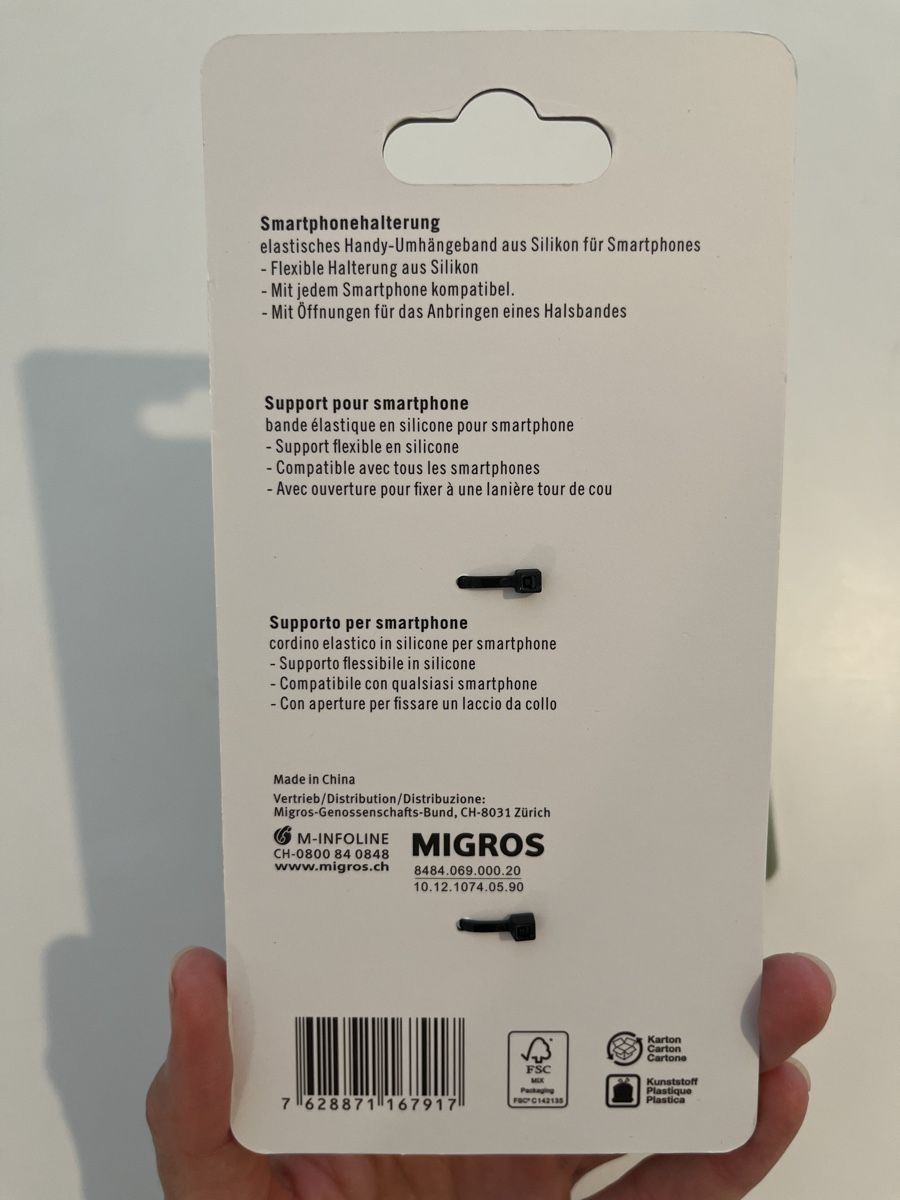 Smartphonehalterung
elastisches Handy-Umhängeband aus Silikon für Smartphones
- Flexible Halterung aus Silikon
- Mit jedem Smartphone kompatibel.
- Mit Öffnungen für das Anbringen eines Halsbandes
Support pour smartphone
bande élastique en silicone pour smartphone
- Support flexible en silicone
- Compatible avec tous les smartphones
- Avec ouverture pour fixer à une lanière tour de cou
Supporto per smartphone
cordino elastico in silicone per smartphone
- Supporto flessibile in silicone
- Compatibile con qualsiasi smartphone
- Con aperture per fissare un laccio da collo
Made in China
Vertrieb/Distribution/Distribuzione:
Migros-Genossenschafts-Bund, CH-8031 Zürich
M-INFOLINE
CH-0800 84 0848
www.migros.ch
MIGROS
8484.069.000.20
10.12.1074.05.90
7 628871 167917
FSC
MIX
Packaging
FSC® C142135
Karton
Carton
Cartone
Kunststoff
Plastique
Plastica